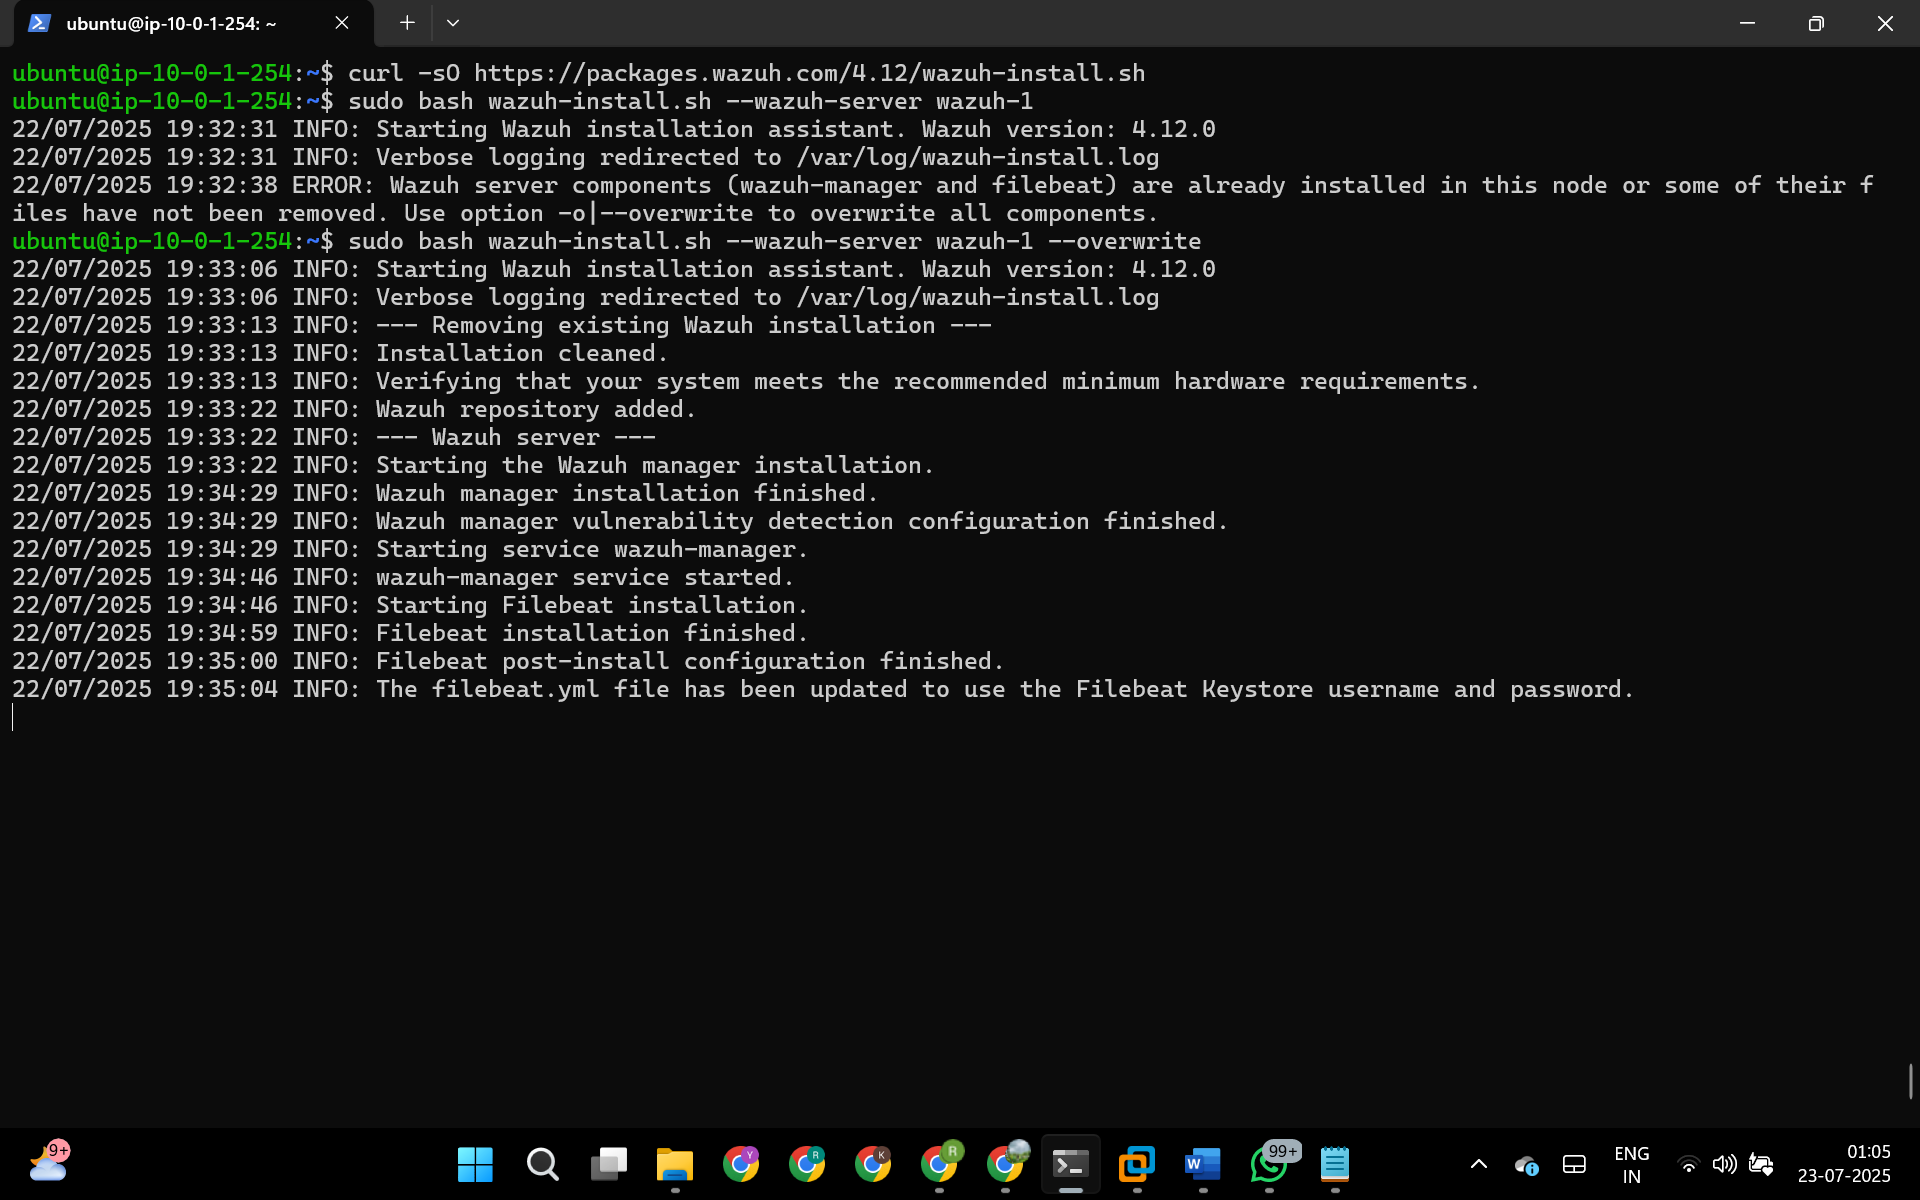 ubuntu@ip-10-0-1-254: ~
ubuntu@ip-10-0-1-254:~$ curl -sO https://packages.wazuh.com/4.12/wazuh-install.sh
ubuntu@ip-10-0-1-254:~$ sudo bash wazuh-install.sh --wazuh-server wazuh-1
22/07/2025 19:32:31 INFO: Starting Wazuh installation assistant. Wazuh version: 4.12.0
22/07/2025 19:32:31 INFO: Verbose logging redirected to /var/log/wazuh-install.log
22/07/2025 19:32:38 ERROR: Wazuh server components (wazuh-manager and filebeat) are already installed in this node or some of their f
iles have not been removed. Use option -o|--overwrite to overwrite all components.
ubuntu@ip-10-0-1-254:~$ sudo bash wazuh-install.sh --wazuh-server wazuh-1 --overwrite
22/07/2025 19:33:06 INFO: Starting Wazuh installation assistant. Wazuh version: 4.12.0
22/07/2025 19:33:06 INFO: Verbose logging redirected to /var/log/wazuh-install.log
22/07/2025 19:33:13 INFO: --- Removing existing Wazuh installation ---
22/07/2025 19:33:13 INFO: Installation cleaned.
22/07/2025 19:33:13 INFO: Verifying that your system meets the recommended minimum hardware requirements.
22/07/2025 19:33:22 INFO: Wazuh repository added.
22/07/2025 19:33:22 INFO: --- Wazuh server ---
22/07/2025 19:33:22 INFO: Starting the Wazuh manager installation.
22/07/2025 19:34:29 INFO: Wazuh manager installation finished.
22/07/2025 19:34:29 INFO: Wazuh manager vulnerability detection configuration finished.
22/07/2025 19:34:29 INFO: Starting service wazuh-manager.
22/07/2025 19:34:46 INFO: wazuh-manager service started.
22/07/2025 19:34:46 INFO: Starting Filebeat installation.
22/07/2025 19:34:59 INFO: Filebeat installation finished.
22/07/2025 19:35:00 INFO: Filebeat post-install configuration finished.
22/07/2025 19:35:04 INFO: The filebeat.yml file has been updated to use the Filebeat Keystore username and password.
9+
Y
R
K
R
W
99+
ENG
IN
01:05
23-07-2025